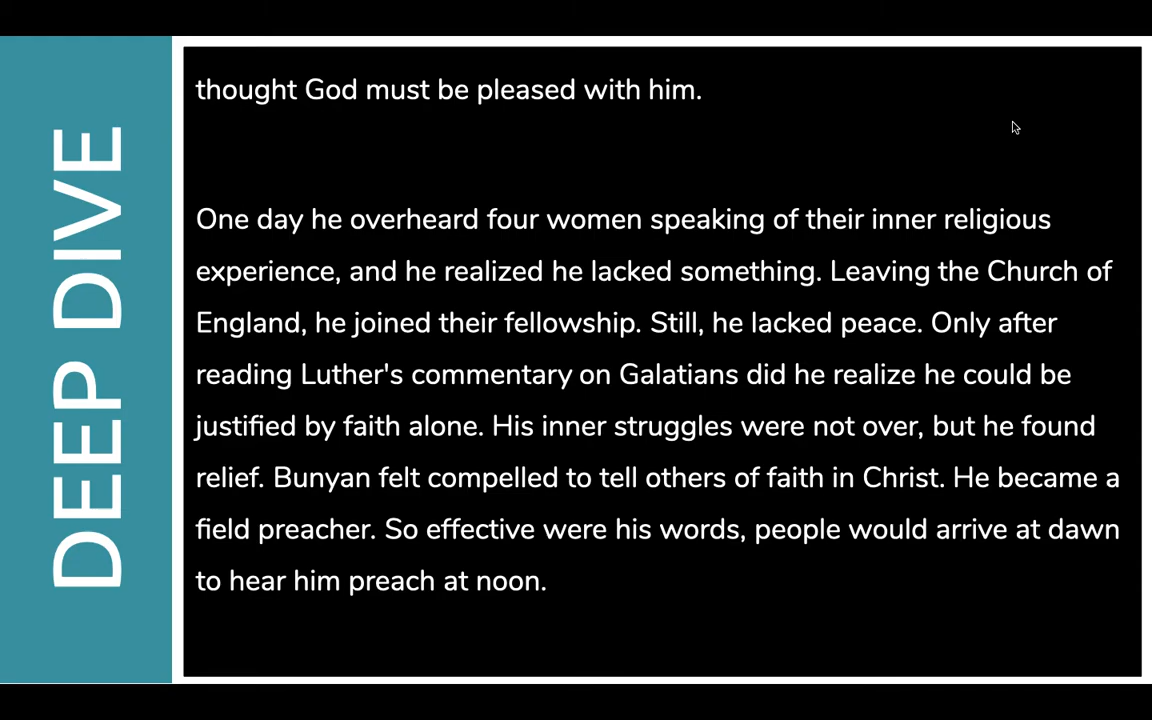 DEEP DIVE
thought God must be pleased with him.
One day he overheard four women speaking of their inner religious
experience, and he realized he lacked something. Leaving the Church of
England, he joined their fellowship. Still, he lacked peace. Only after
reading Luther's commentary on Galatians did he realize he could be
justified by faith alone. His inner struggles were not over, but he found
relief. Bunyan felt compelled to tell others of faith in Christ. He became a
field preacher. So effective were his words, people would arrive at dawn
to hear him preach at noon.